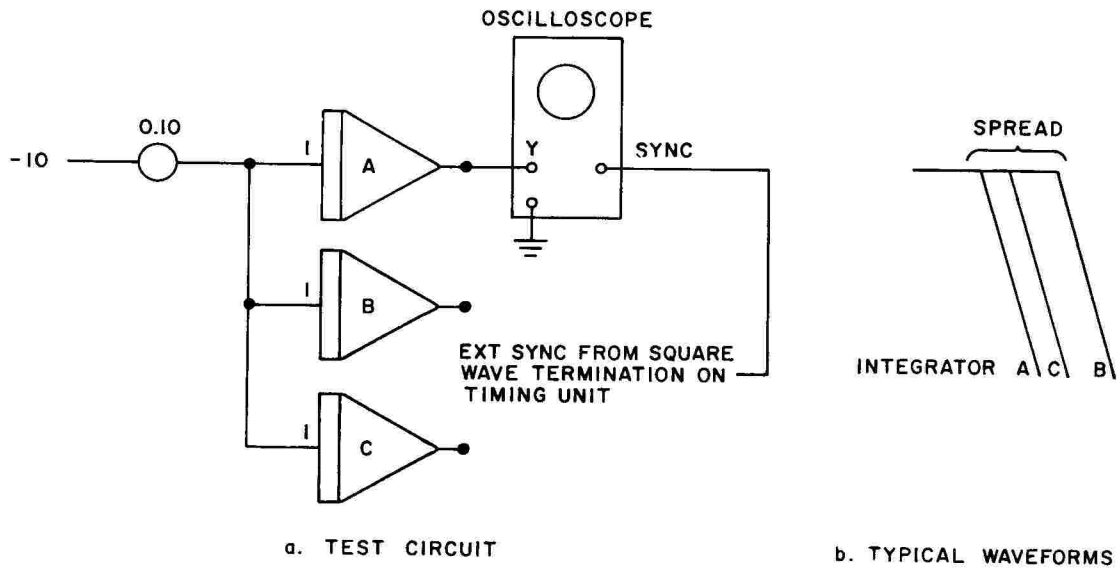 OSCILLOSCOPE
-10
0.10
1
A
Y
SYNC
1
B
EXT SYNC FROM SQUARE
WAVE TERMINATION ON
TIMING UNIT
1
C
a. TEST CIRCUIT
SPREAD
INTEGRATOR A C B
b. TYPICAL WAVEFORMS